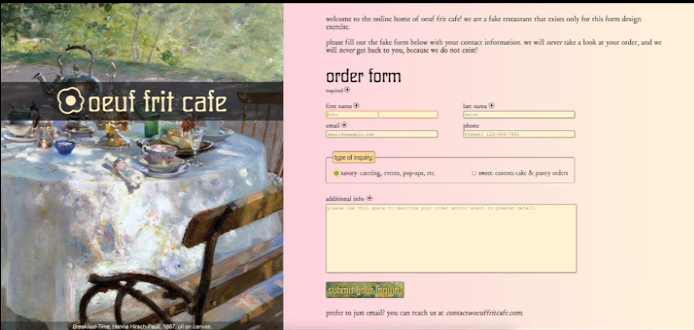 oeuf frit cafe
Breakfast-Time, Hanna Hirsch-Pauli, 1887, oil on canvas.
welcome to the online home of oeuf frit cafe! we are a fake restaurant that exists only for this form design
exercise.
please fill out the fake form below with your contact information. we will never take a look at your order, and we
will never get back to you, because we do not exist!
order form
required
first name
last name
email
phone
email@example.com
format: 123-456-7891
type of inquiry:
savory: catering, events, pop-ups, etc.
sweet: custom cake & pastry orders
additional info:
please use this space to describe your order and/or event in greater detail.
submit your inquiry
prefer to just email? you can reach us at contact@oeuffritcafe.com.